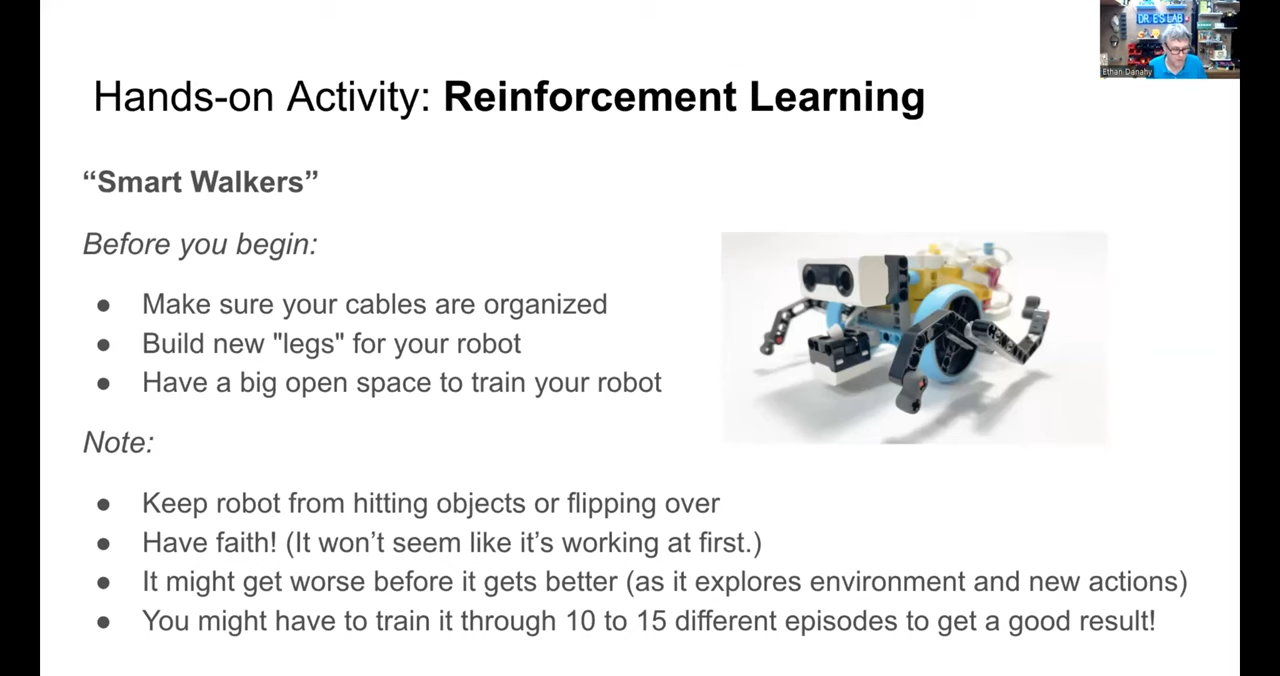 DR. E'S LAB
Ethan Danahy
Hands-on Activity: Reinforcement Learning
“Smart Walkers”
Before you begin:
● Make sure your cables are organized
● Build new "legs" for your robot
● Have a big open space to train your robot
Note:
● Keep robot from hitting objects or flipping over
● Have faith! (It won’t seem like it’s working at first.)
● It might get worse before it gets better (as it explores environment and new actions)
● You might have to train it through 10 to 15 different episodes to get a good result!